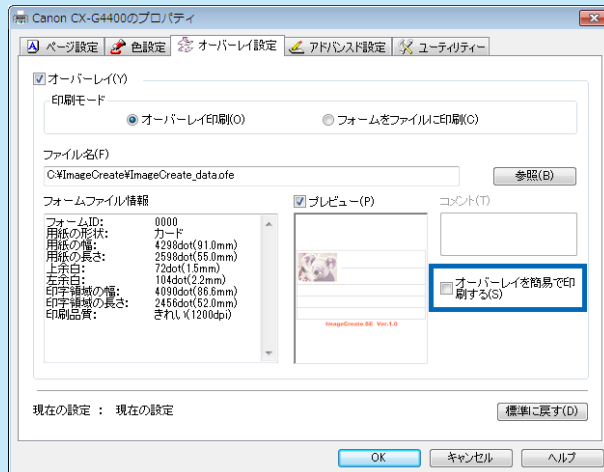 Canon CX-G4400のプロパティ
ページ設定 色設定 オーバーレイ設定 アドバンスド設定 ユーティリティー
オーバーレイ(Y)
印刷モード
オーバーレイ印刷(O) フォームをファイルに印刷(C)
ファイル名(F)
C:¥ImageCreate¥ImageCreate_data.ofe 参照(B)
フォームファイル情報
フォームID: 0000
用紙の形状: カード
用紙の幅: 4298dot(91.0mm)
用紙の長さ: 2598dot(55.0mm)
上余白: 72dot(1.5mm)
左余白: 104dot(2.2mm)
印字領域の幅: 4090dot(86.6mm)
印字領域の長さ: 2456dot(52.0mm)
印刷品質: きれい(1200dpi)
プレビュー(P)
ImageCreate SE Ver.1.0
コメント(T)
オーバーレイを簡易で印
刷する(S)
現在の設定 : 現在の設定 標準に戻す(D)
OK キャンセル ヘルプ